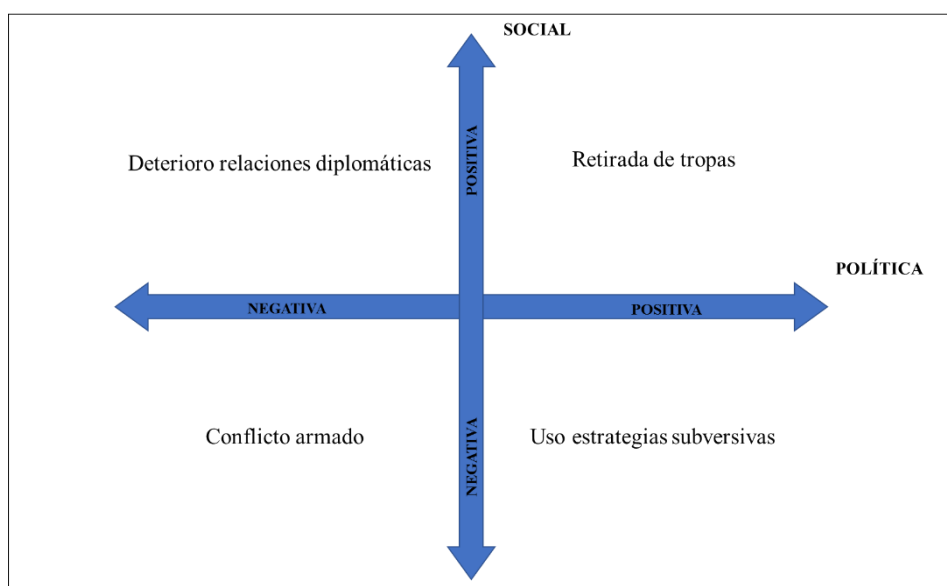 SOCIAL
POSITIVA
Deterioro relaciones diplomáticas
Retirada de tropas
POLÍTICA
NEGATIVA
POSITIVA
Conflicto armado
NEGATIVA
Uso estrategias subversivas